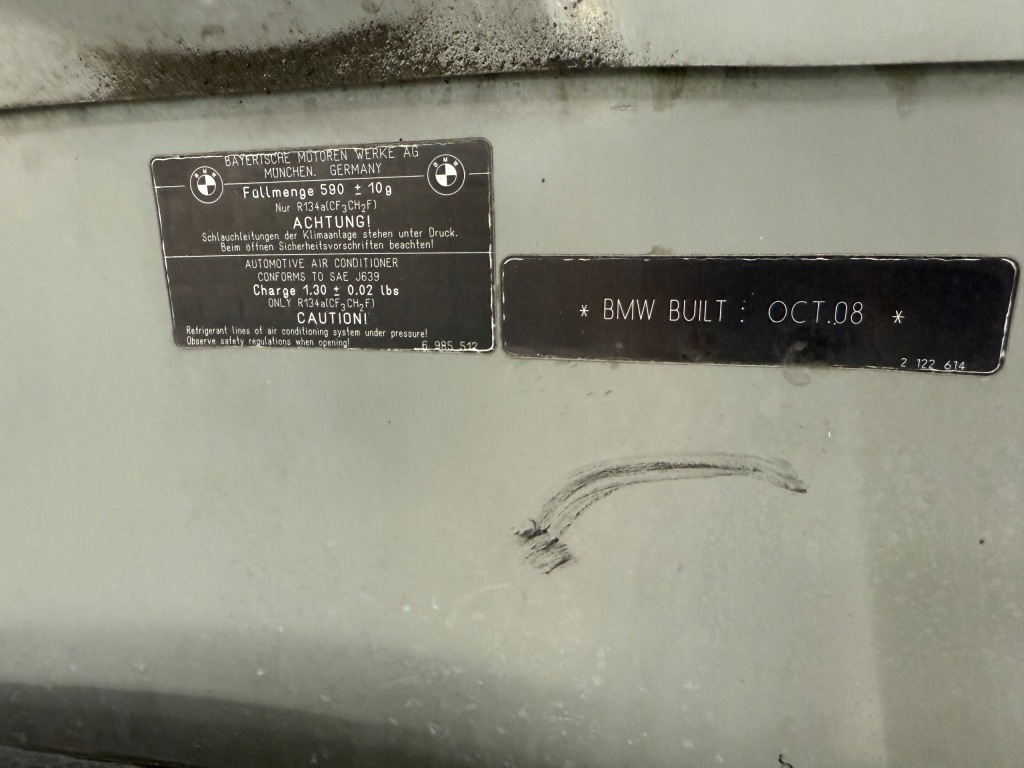 BAYERISCHE MOTOREN WERKE AG
MÜNCHEN. GERMANY
BMW
BMW
Füllmenge 590 ± 10g
Nur R134a(CF₃CH₂F)
ACHTUNG!
Schlauchleitungen der Klimaanlage stehen unter Druck.
Beim öffnen Sicherheitsvorschriften beachten!
AUTOMOTIVE AIR CONDITIONER
CONFORMS TO SAE J639
Charge 1.30 ± 0.02 lbs
ONLY R134a(CF₃CH₂F)
CAUTION!
Refrigerant lines of air conditioning system under pressure!
Observe safety regulations when opening!
6 985 512
* BMW BUILT : OCT.08 *
2 122 614